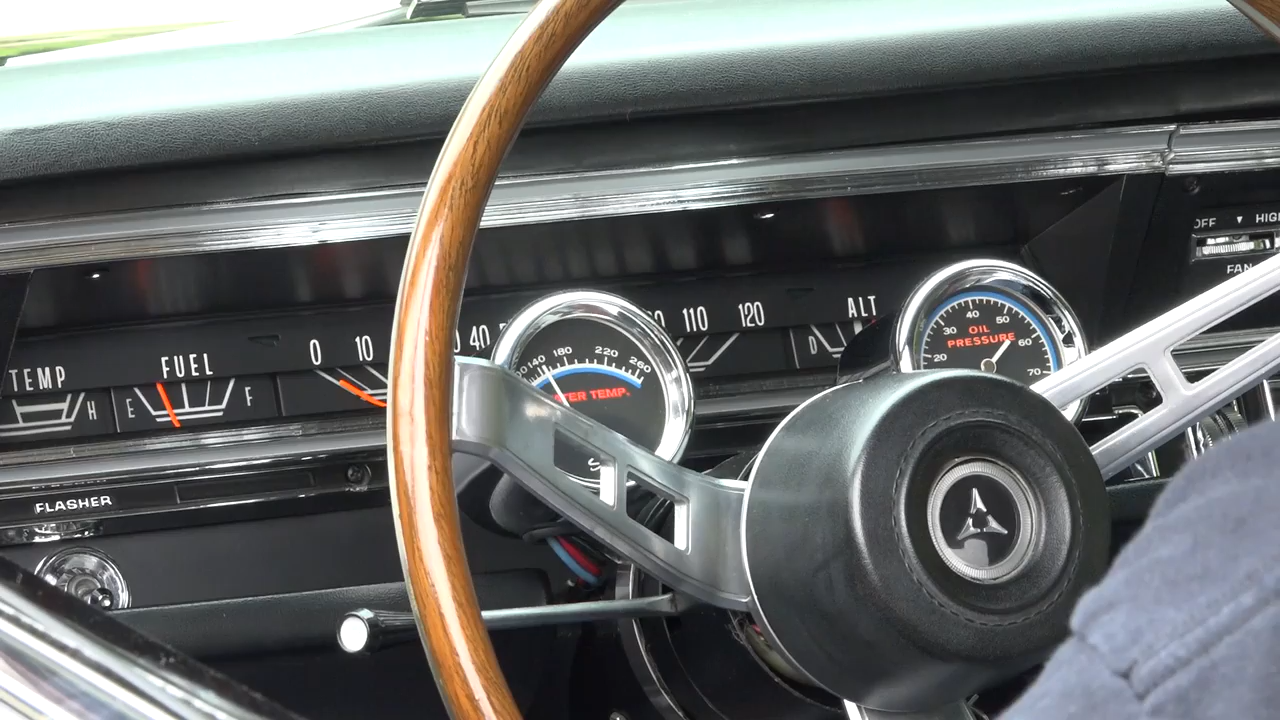 OFF HIGH
FAN
TEMP H
FUEL
E F
0 10
40
110 120
ALT
D
140 180 220 260
TER TEMP.
20 30 40 50 60 70
OIL
PRESSURE
FLASHER